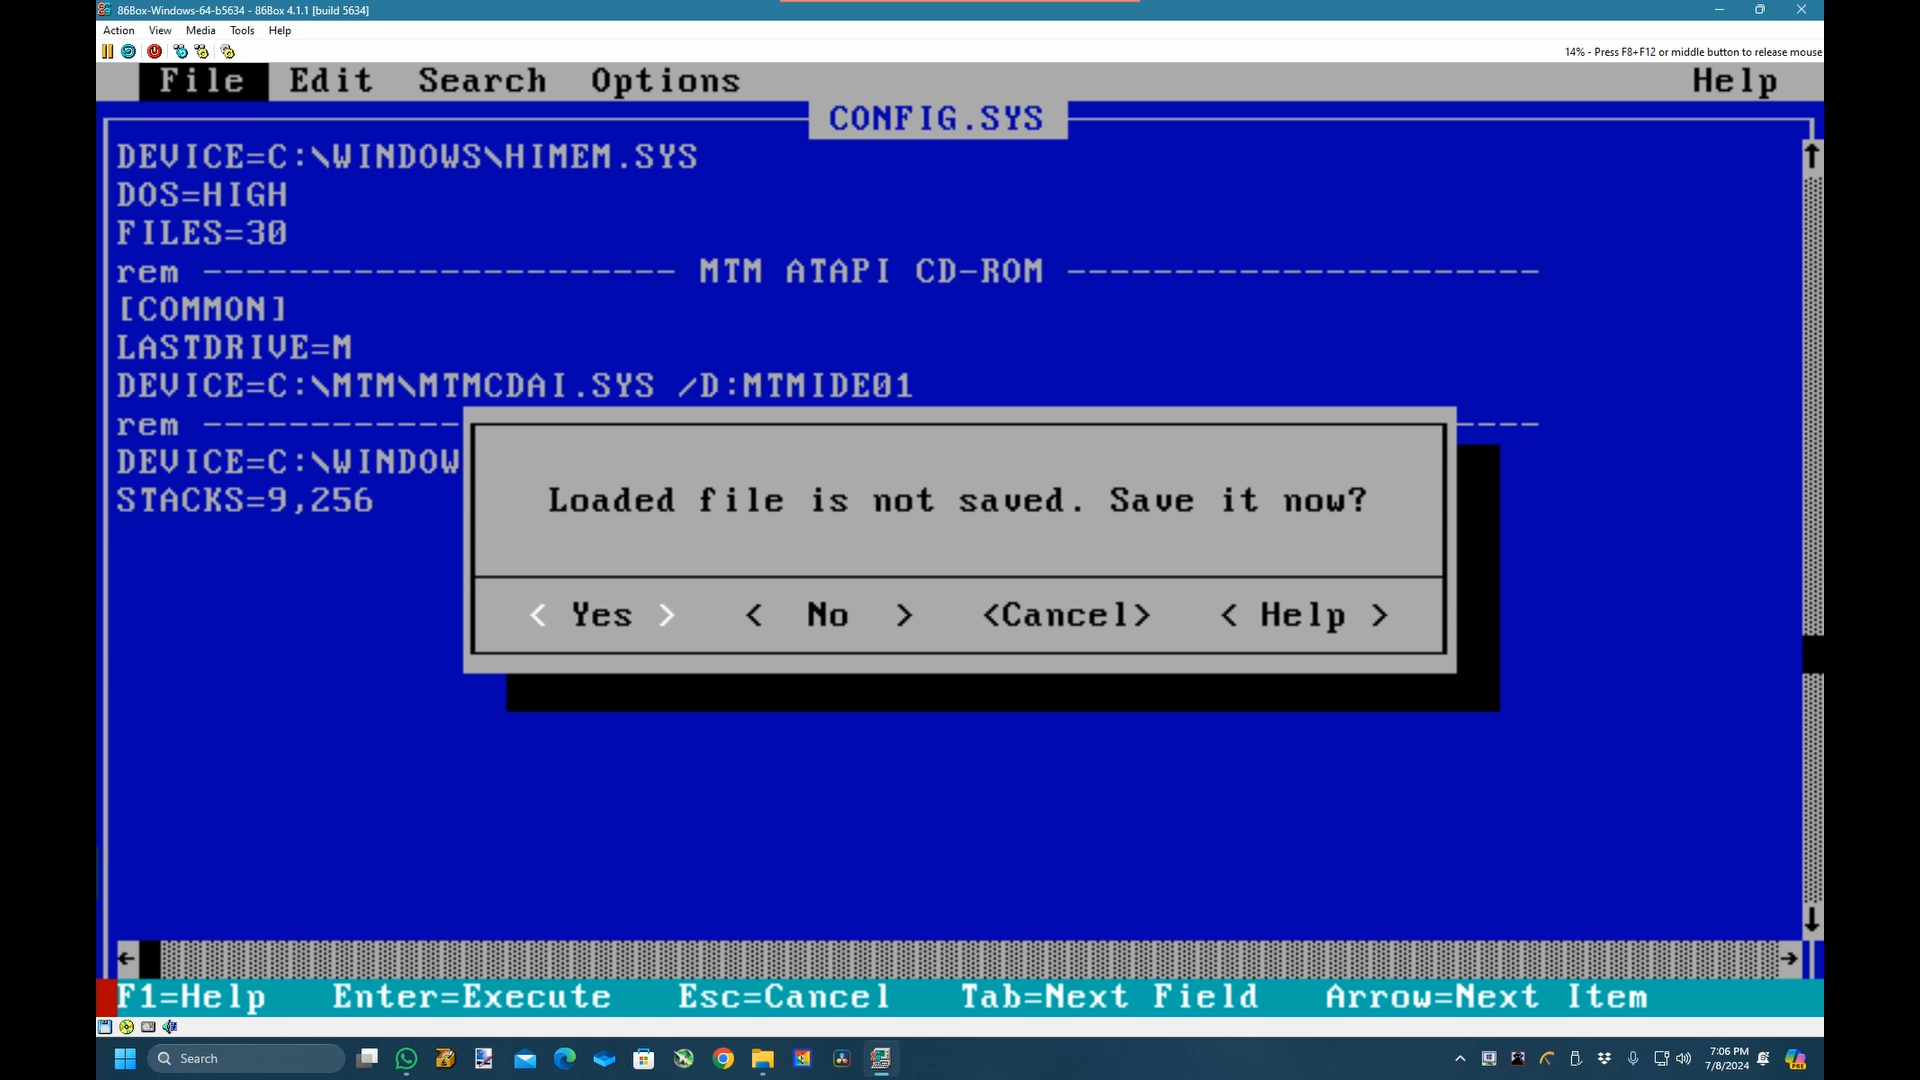 86Box-Windows-64-b5634 - 86Box 4.1.1 [build 5634]
Action View Media Tools Help
14% - Press F8+F12 or middle button to release mouse
File Edit Search Options Help
CONFIG.SYS
DEVICE=C:\WINDOWS\HIMEM.SYS
DOS=HIGH
FILES=30
rem ---------------------- MTM ATAPI CD-ROM ----------------------
[COMMON]
LASTDRIVE=M
DEVICE=C:\MTM\MTMCDAI.SYS /D:MTMIDE01
rem ------------ ----
DEVICE=C:\WINDOW
STACKS=9,256
Loaded file is not saved. Save it now?
< Yes > < No > <Cancel> < Help >
F1=Help Enter=Execute Esc=Cancel Tab=Next Field Arrow=Next Item
Search
7:06 PM
7/8/2024
PRE